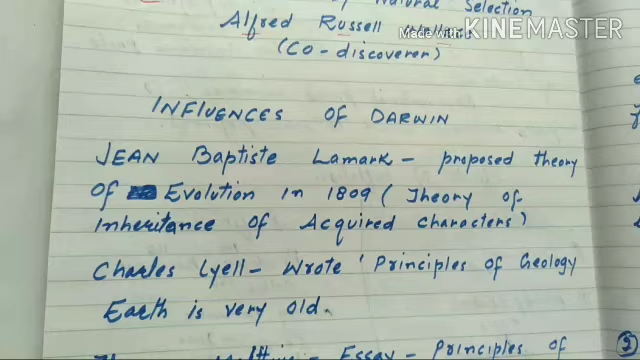 Natural Selection
Alfred Russell
Made with KINEMASTER
(Co-discoverer)
INFLUENCES OF DARWIN
JEAN Baptiste Lamark - proposed theory
OF Evolution in 1809 ( Theory of
Inheritance of Acquired characters)
Charles Lyell - Wrote 'Principles of Geology
Earth is very old.
Essay - Principles of
2